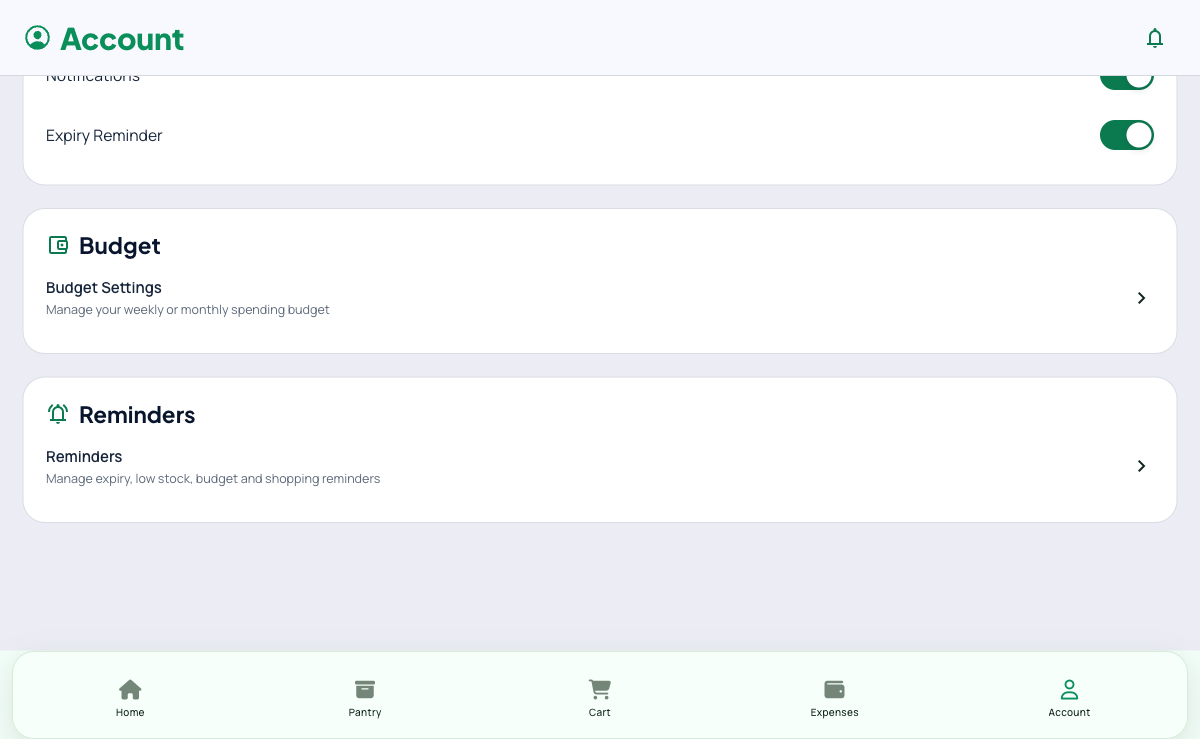 Account
Notifications
Expiry Reminder
Budget
Budget Settings
Manage your weekly or monthly spending budget
Reminders
Reminders
Manage expiry, low stock, budget and shopping reminders
Home
Pantry
Cart
Expenses
Account